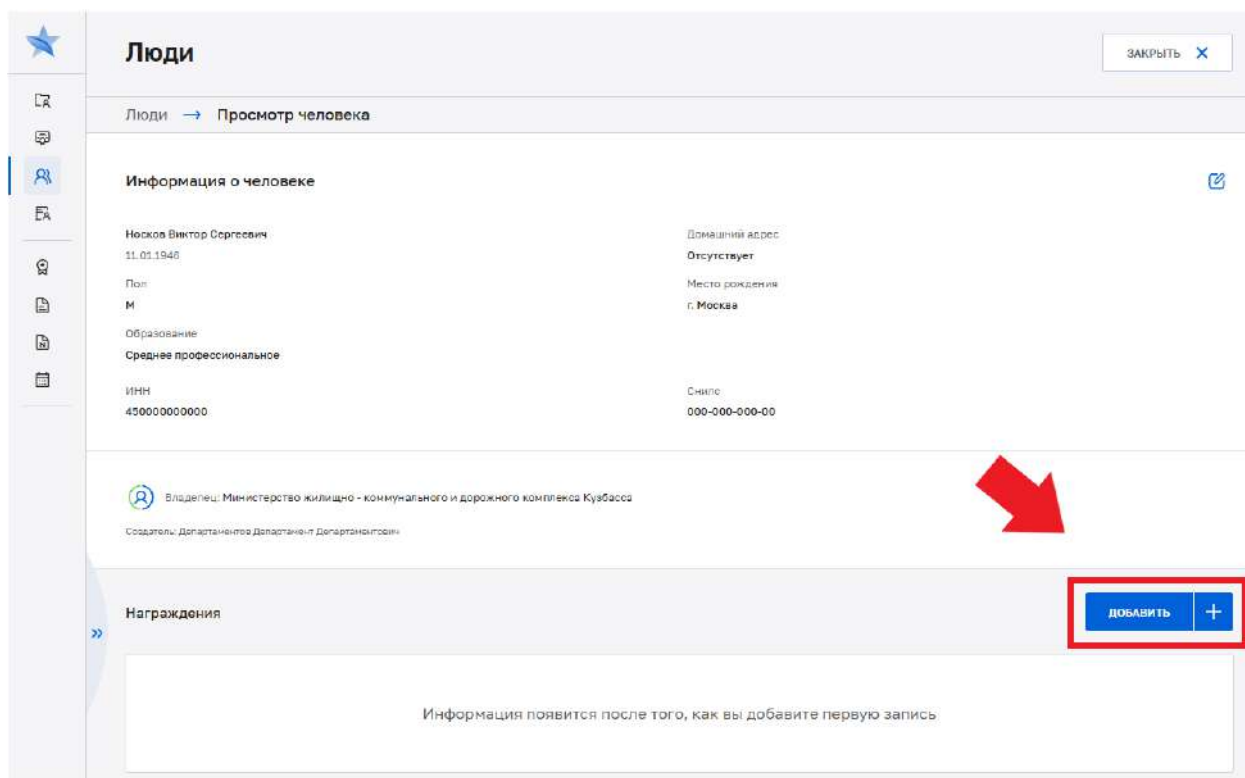 Люди
ЗАКРЫТЬ
Люди → Просмотр человека
Информация о человеке
Носков Виктор Сергеевич
11.01.1946
Домашний адрес
Отсутствует
Пол
М
Место рождения
г. Москва
Образование
Среднее профессиональное
ИНН
450000000000
Снилс
000-000-000-00
Владелец: Министерство жилищно - коммунального и дорожного комплекса Кузбасса
Создатель: Департаментов Департамент Департаментович
Награждения
ДОБАВИТЬ +
Информация появится после того, как вы добавите первую запись